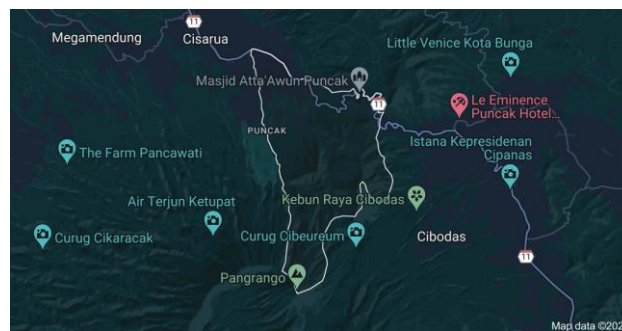 11
Megamendung
Cisarua
Little Venice Kota Bunga
Masjid Atta'Awun Puncak
11
Le Eminence
Puncak Hotel...
PUNCAK
The Farm Pancawati
Istana Kepresidenan
Cipanas
Air Terjun Ketupat
Kebun Raya Cibodas
Curug Cikaracak
Curug Cibeureum
Cibodas
11
Pangrango
Map data ©202